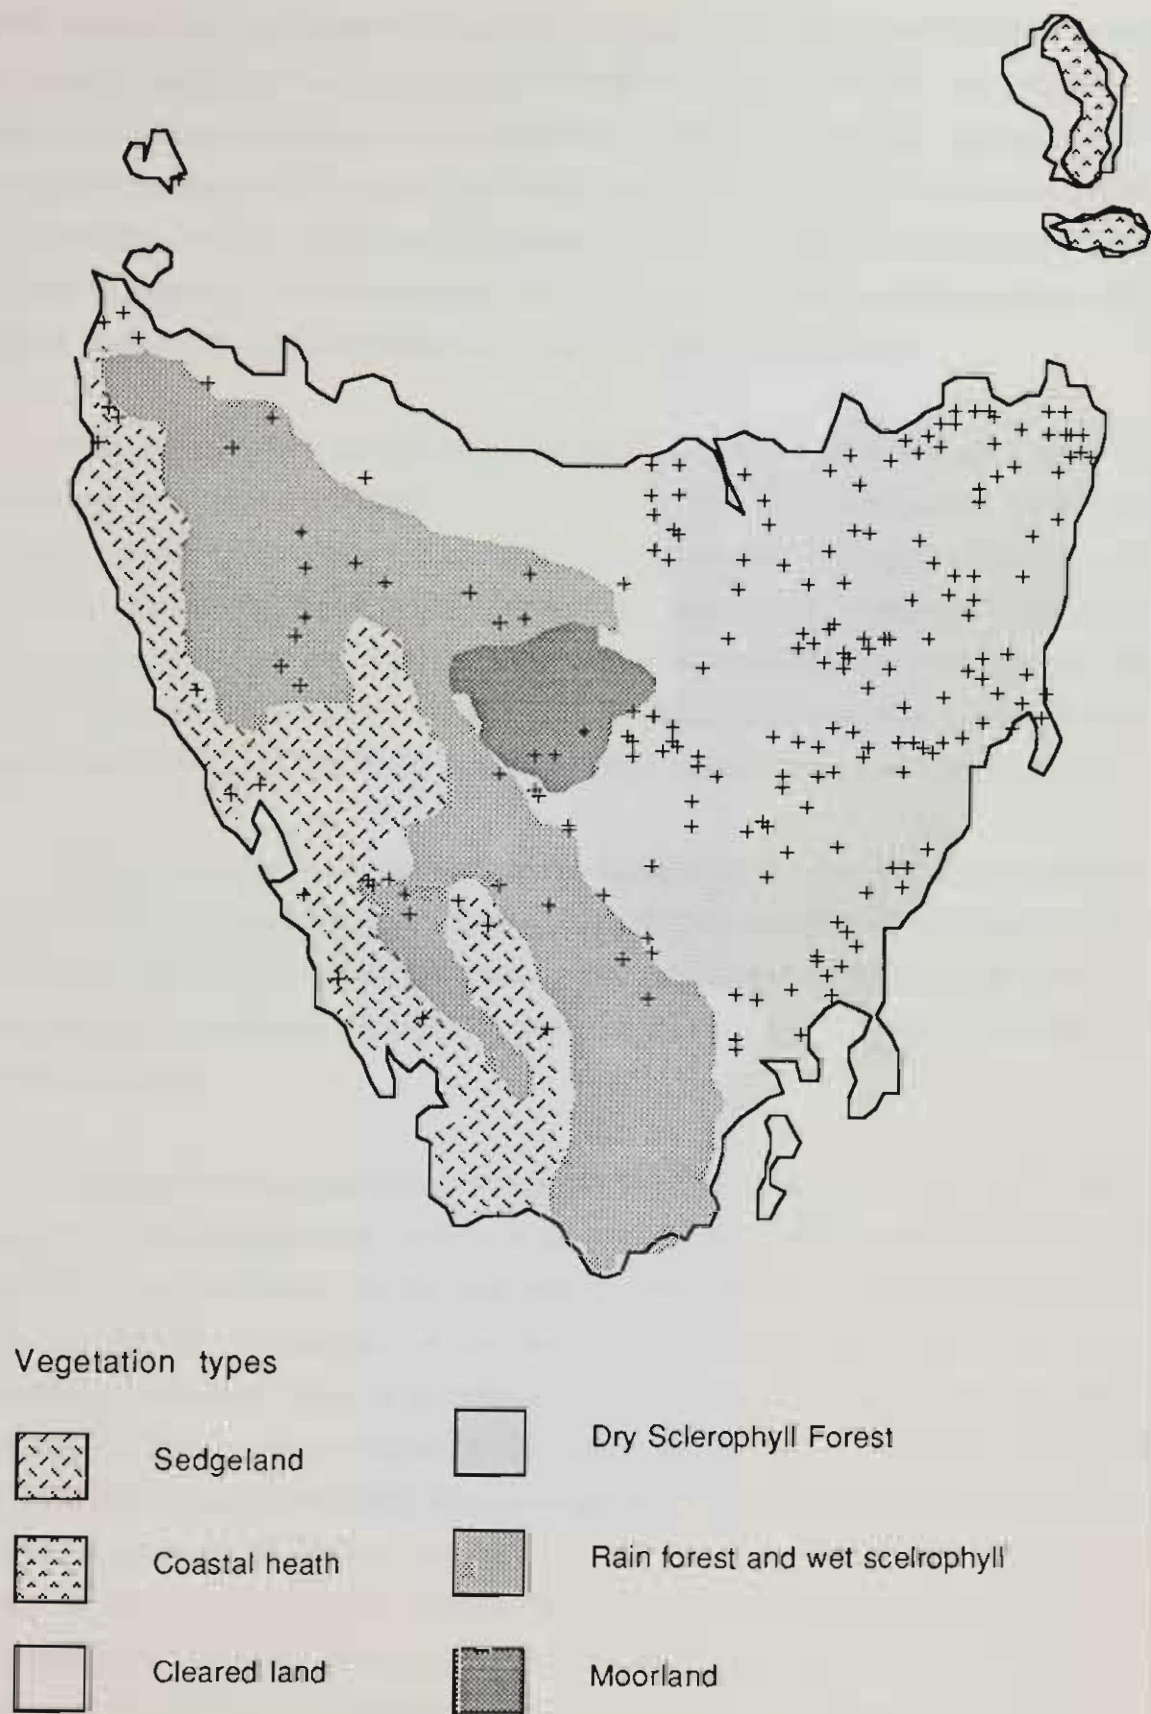 Vegetation types
Sedgeland
Coastal heath
Cleared land
Dry Sclerophyll Forest
Rain forest and wet scelrophyll
Moorland